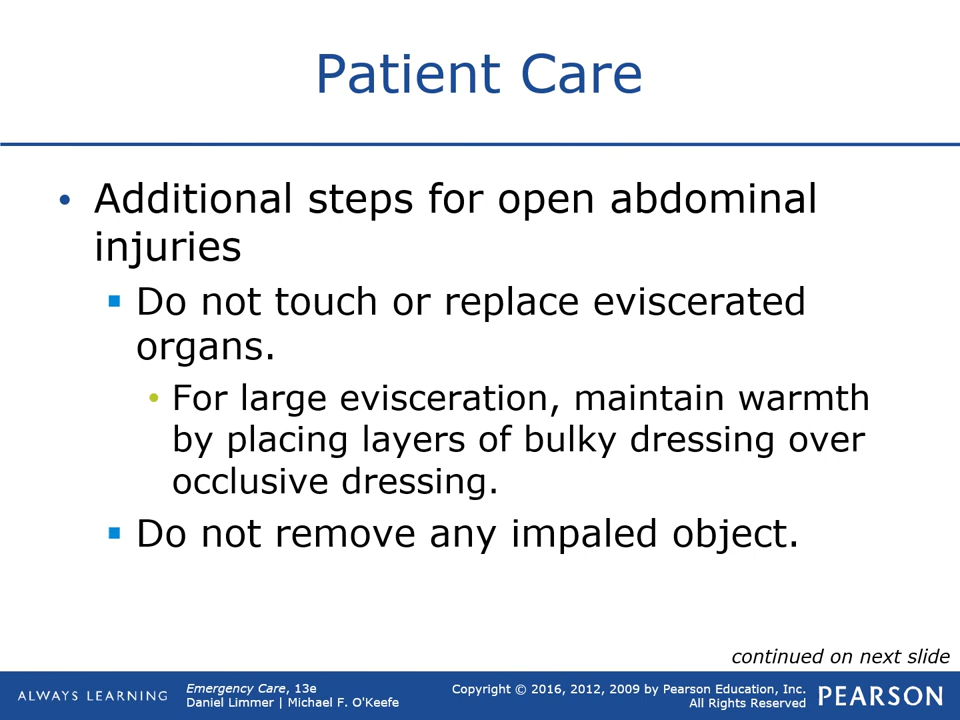 Patient Care
• Additional steps for open abdominal
injuries
▪ Do not touch or replace eviscerated
organs.
• For large evisceration, maintain warmth
by placing layers of bulky dressing over
occlusive dressing.
▪ Do not remove any impaled object.
continued on next slide
ALWAYS LEARNING
Emergency Care, 13e
Daniel Limmer | Michael F. O'Keefe
Copyright © 2016, 2012, 2009 by Pearson Education, Inc.
All Rights Reserved
PEARSON